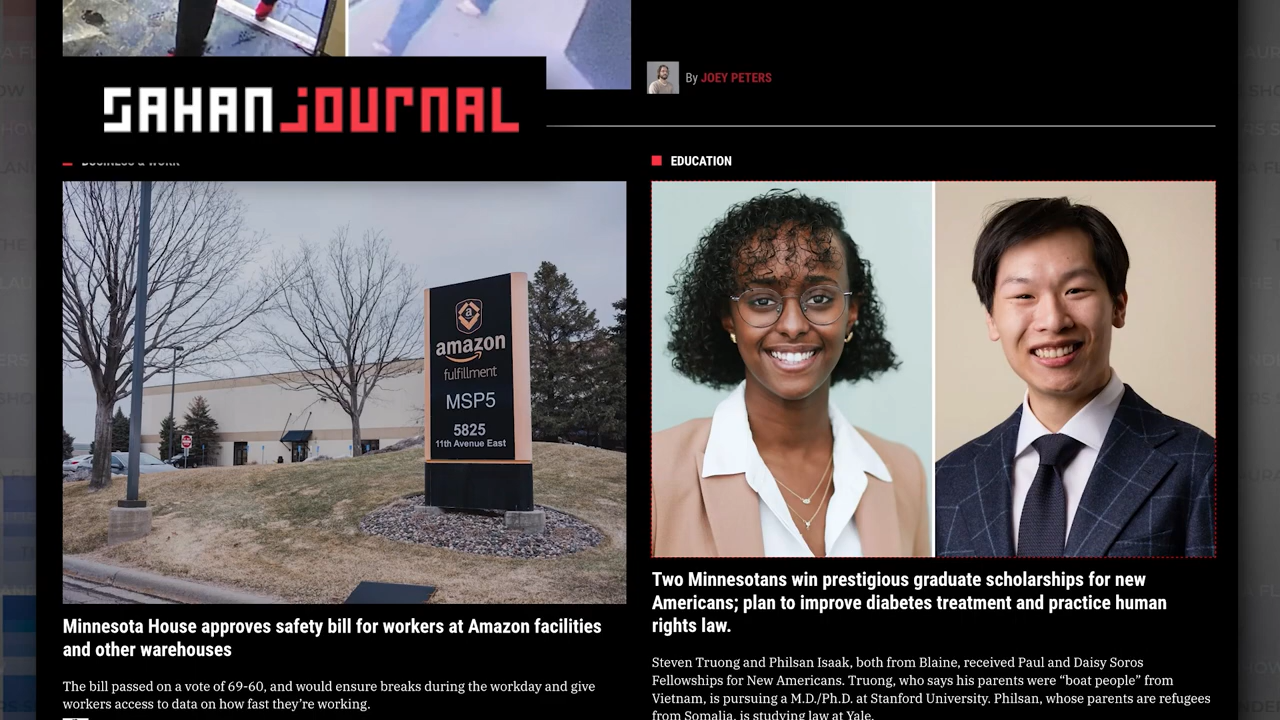 By JOEY PETERS
SAHAN JOURNAL
BUSINESS & WORK
EDUCATION
amazon
fulfillment
MSP5
5825
11th Avenue East
Two Minnesotans win prestigious graduate scholarships for new
Americans; plan to improve diabetes treatment and practice human
rights law.
Minnesota House approves safety bill for workers at Amazon facilities
and other warehouses
Steven Truong and Philsan Isaak, both from Blaine, received Paul and Daisy Soros
Fellowships for New Americans. Truong, who says his parents were “boat people” from
Vietnam, is pursuing a M.D./Ph.D. at Stanford University. Philsan, whose parents are refugees
from Somalia, is studying law at Yale.
The bill passed on a vote of 69-60, and would ensure breaks during the workday and give
workers access to data on how fast they’re working.